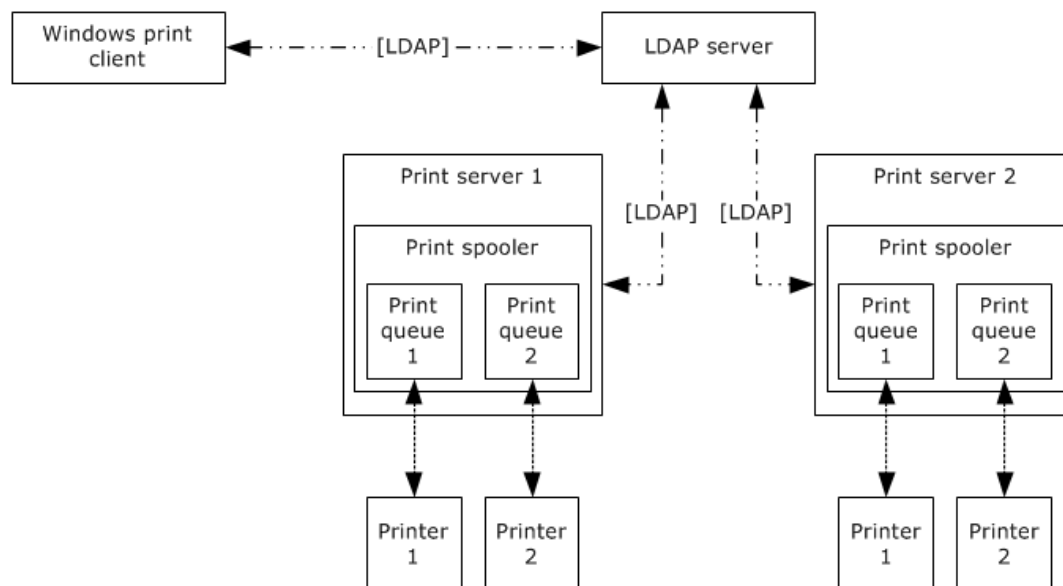 Windows print
client
[LDAP]
LDAP server
Print server 1
Print server 2
[LDAP]
[LDAP]
Print spooler
Print spooler
Print
queue
1
Print
queue
2
Print
queue
1
Print
queue
2
Printer
1
Printer
2
Printer
1
Printer
2